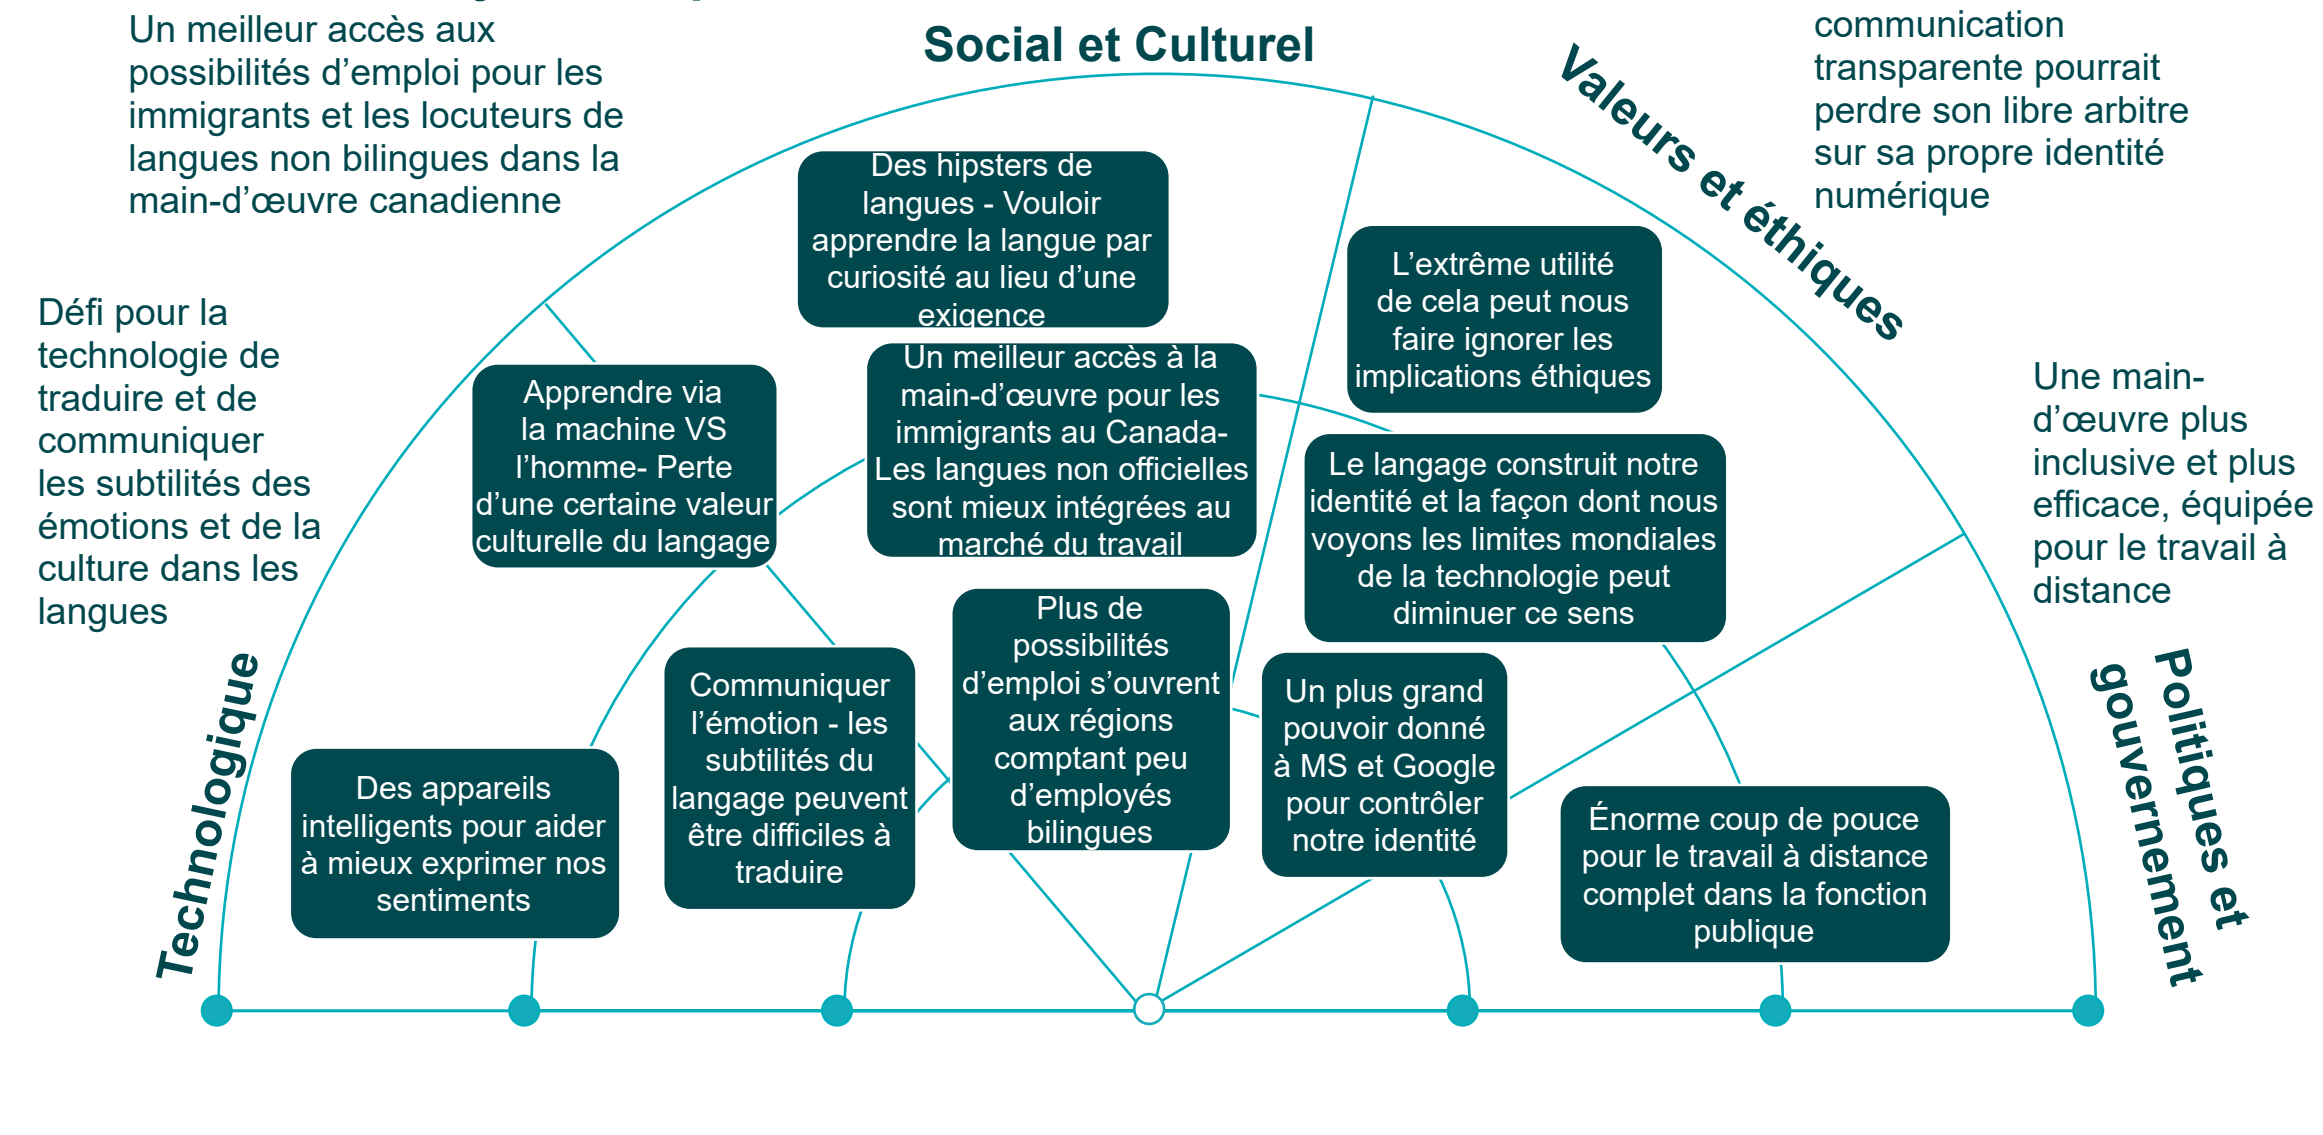 Un meilleur accès aux
possibilités d’emploi pour les
immigrants et les locuteurs de
langues non bilingues dans la
main-d’œuvre canadienne
Social et Culturel
Valeurs et éthiques
communication
transparente pourrait
perdre son libre arbitre
sur sa propre identité
numérique
Défi pour la
technologie de
traduire et de
communiquer
les subtilités des
émotions et de la
culture dans les
langues
Des hipsters de
langues - Vouloir
apprendre la langue par
curiosité au lieu d’une
exigence
L’extrême utilité
de cela peut nous
faire ignorer les
implications éthiques
Apprendre via
la machine VS
l’homme- Perte
d’une certaine valeur
culturelle du langage
Un meilleur accès à la
main-d’œuvre pour les
immigrants au Canada-
Les langues non officielles
sont mieux intégrées au
marché du travail
Le langage construit notre
identité et la façon dont nous
voyons les limites mondiales
de la technologie peut
diminuer ce sens
Une main-
d’œuvre plus
inclusive et plus
efficace, équipée
pour le travail à
distance
Technologique
Des appareils
intelligents pour aider
à mieux exprimer nos
sentiments
Communiquer
l’émotion - les
subtilités du
langage peuvent
être difficiles à
traduire
Plus de
possibilités
d’emploi s’ouvrent
aux régions
comptant peu
d’employés
bilingues
Un plus grand
pouvoir donné
à MS et Google
pour contrôler
notre identité
Énorme coup de pouce
pour le travail à distance
complet dans la fonction
publique
Politiques et
gouvernement